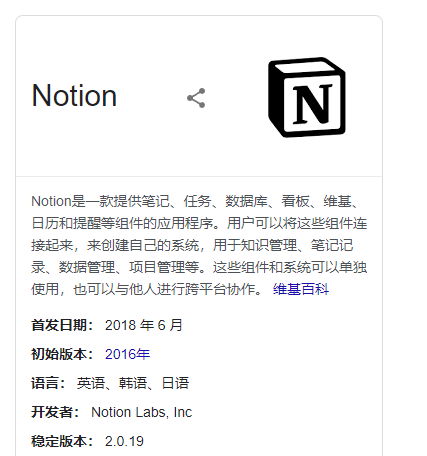 Notion
N
Notion是一款提供笔记、任务、数据库、看板、维基、
日历和提醒等组件的应用程序。用户可以将这些组件连
接起来，来创建自己的系统，用于知识管理、笔记记
录、数据管理、项目管理等。这些组件和系统可以单独
使用，也可以与他人进行跨平台协作。 维基百科
首发日期： 2018 年 6 月
初始版本： 2016年
语言： 英语、韩语、日语
开发者： Notion Labs, Inc
稳定版本： 2.0.19